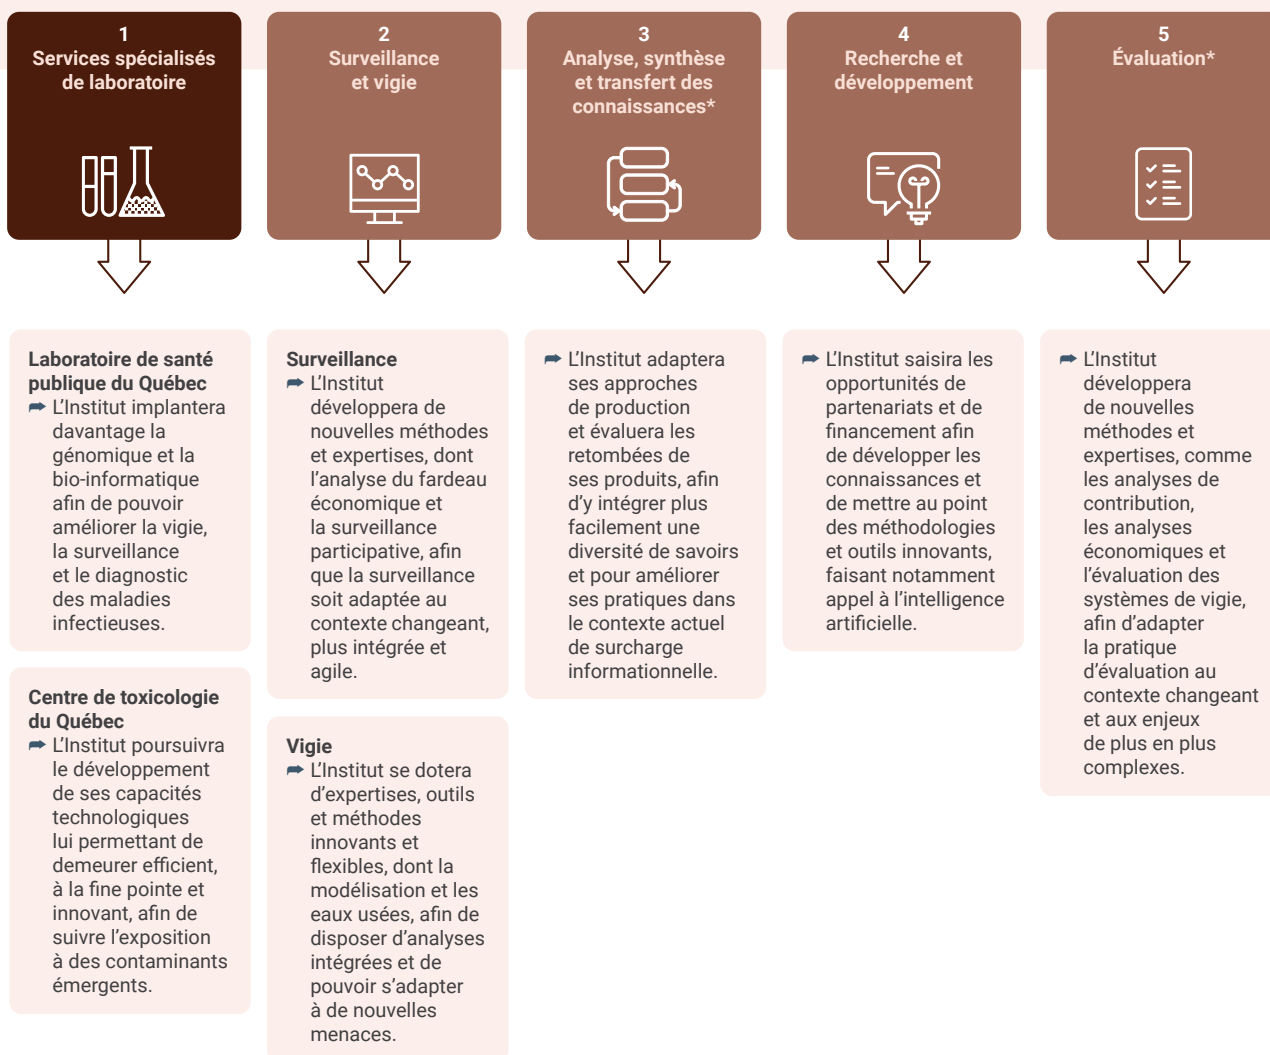 1
Services spécialisés
de laboratoire
2
Surveillance
et vigie
3
Analyse, synthèse
et transfert des
connaissances*
4
Recherche et
développement
5
Évaluation*
Laboratoire de santé
publique du Québec
➦ L’Institut implantera
davantage la
génomique et la
bio-informatique
afin de pouvoir
améliorer la vigie,
la surveillance
et le diagnostic
des maladies
infectieuses.
Centre de toxicologie
du Québec
➦ L’Institut poursuivra
le développement
de ses capacités
technologiques
lui permettant de
demeurer efficient,
à la fine pointe et
innovant, afin de
suivre l’exposition
à des contaminants
émergents.
Surveillance
➦ L’Institut
développera de
nouvelles méthodes
et expertises, dont
l’analyse du fardeau
économique et
la surveillance
participative, afin
que la surveillance
soit adaptée au
contexte changeant,
plus intégrée et
agile.
Vigie
➦ L’Institut se dotera
d’expertises, outils
et méthodes
innovants et
flexibles, dont la
modélisation et les
eaux usées, afin de
disposer d’analyses
intégrées et de
pouvoir s’adapter
à de nouvelles
menaces.
➦ L’Institut adaptera
ses approches
de production
et évaluera les
retombées de
ses produits, afin
d’y intégrer plus
facilement une
diversité de savoirs
et pour améliorer
ses pratiques dans
le contexte actuel
de surcharge
informationnelle.
➦ L’Institut saisira les
opportunités de
partenariats et de
financement afin
de développer les
connaissances et
de mettre au point
des méthodologies
et outils innovants,
faisant notamment
appel à l’intelligence
artificielle.
➦ L’Institut
développera
de nouvelles
méthodes et
expertises, comme
les analyses de
contribution,
les analyses
économiques et
l’évaluation des
systèmes de vigie,
afin d’adapter
la pratique
d’évaluation au
contexte changeant
et aux enjeux
de plus en plus
complexes.